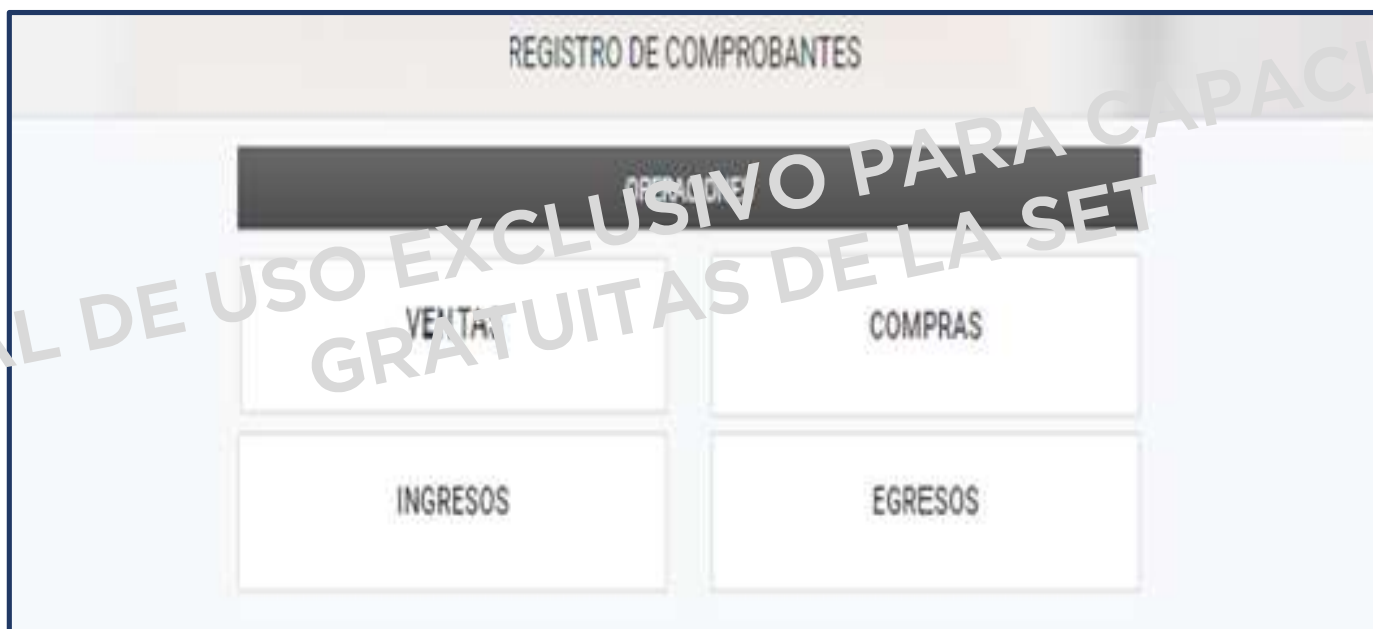 REGISTRO DE COMPROBANTES
OPERACIONES
VENTAS
COMPRAS
INGRESOS
EGRESOS
L DE USO EXCLUSIVO PARA CAPACI
GRATUITAS DE LA SET